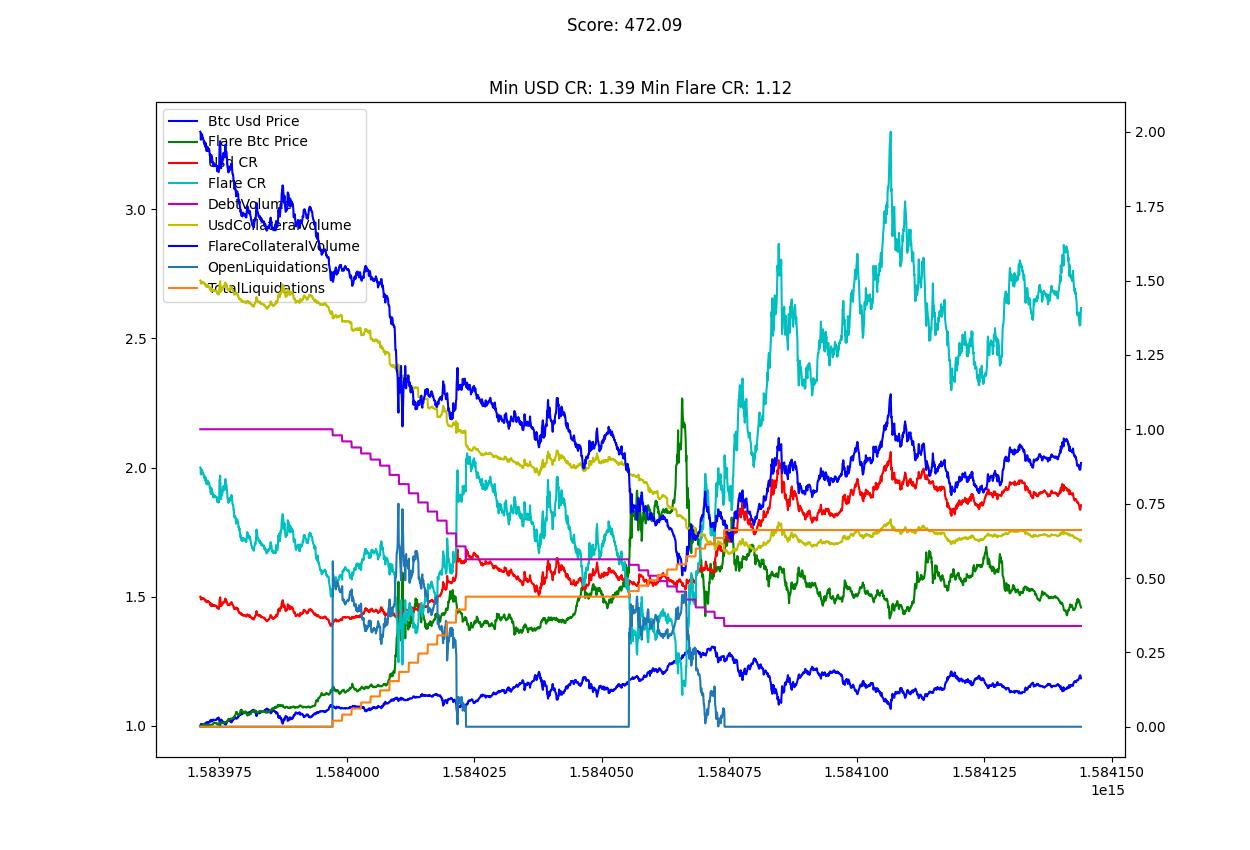 Score: 472.09
Min USD CR: 1.39 Min Flare CR: 1.12
Btc Usd Price
Flare Btc Price
Usd CR
Flare CR
DebtVolume
UsdCollateralVolume
FlareCollateralVolume
OpenLiquidations
TotalLiquidations
3.0
2.5
2.0
1.5
1.0
2.00
1.75
1.50
1.25
1.00
0.75
0.50
0.25
0.00
1.583975 1.584000 1.584025 1.584050 1.584075 1.584100 1.584125 1.584150
1e15